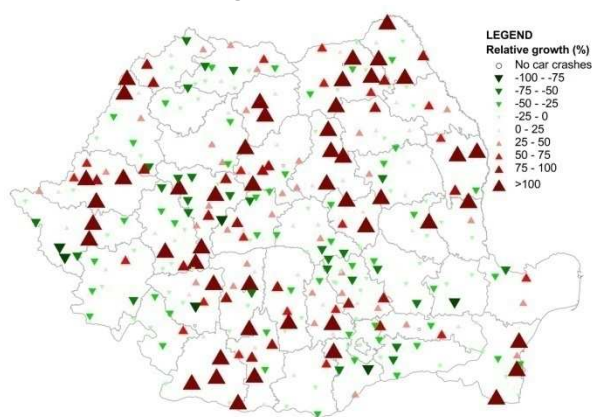 LEGEND
Relative growth (%)
No car crashes
-100 - -75
-75 - -50
-50 - -25
-25 - 0
0 - 25
25 - 50
50 - 75
75 - 100
>100